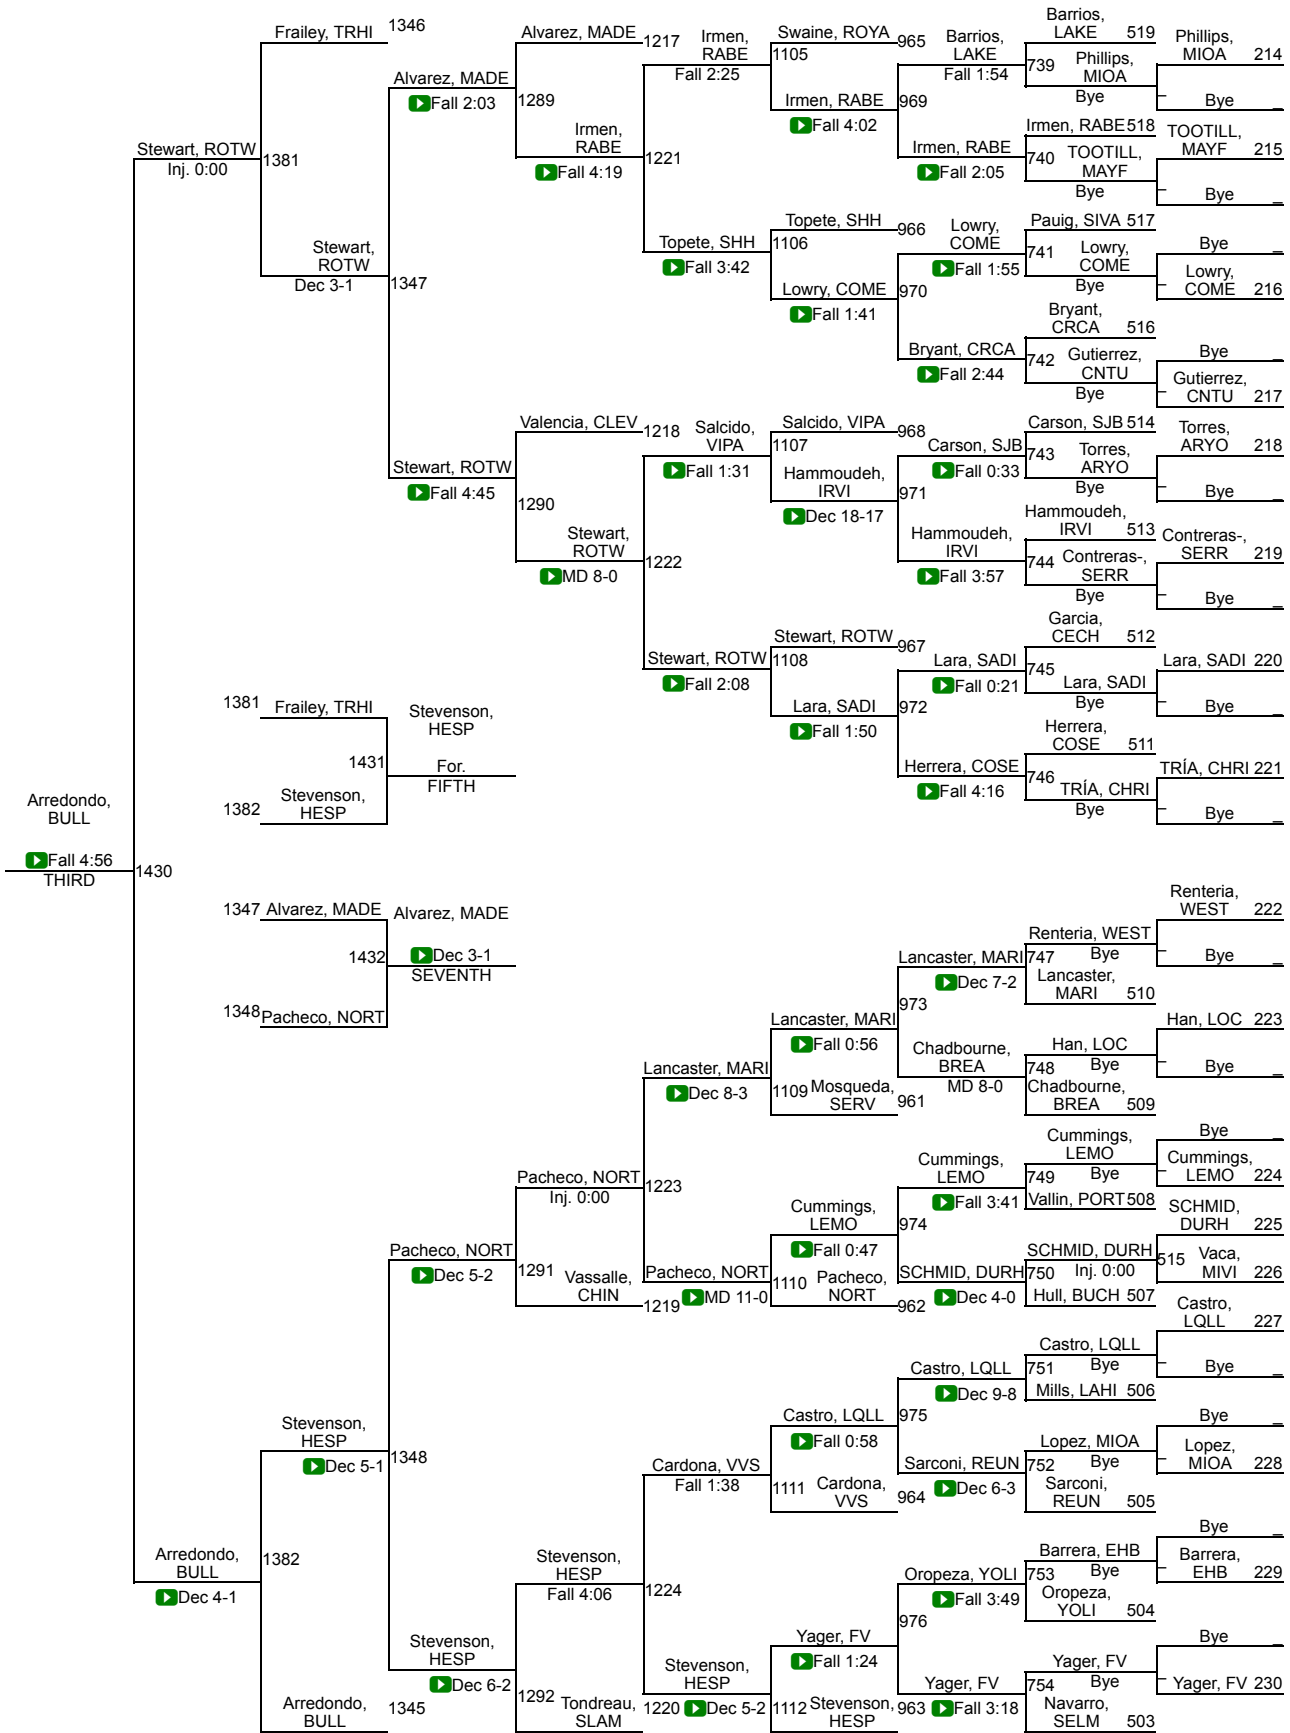 Frailey, TRHI 1346
Alvarez, MADE 1217
Irmen,
RABE
Fall 2:25
Swaine, ROYA 965
1105
Barrios,
LAKE
Fall 1:54
Barrios,
LAKE 519
739 Phillips,
MIOA
Bye
Phillips,
MIOA 214
_ Bye _
Alvarez, MADE
Fall 2:03
1289
Irmen, RABE 969
Fall 4:02
Irmen, RABE 518
740 TOOTILL,
MAYF
Bye
TOOTILL,
MAYF 215
_ Bye _
Stewart, ROTW
Inj. 0:00
1381
Irmen,
RABE
Fall 4:19
1221
Irmen, RABE
Fall 2:05
Stewart,
ROTW
Dec 3-1
1347
Topete, SHH
Fall 3:42
Topete, SHH 966
1106
Lowry,
COME
Fall 1:55
Pauig, SIVA 517
741 Lowry,
COME
Bye
Bye _
_ Lowry,
COME 216
Lowry, COME 970
Fall 1:41
Bryant, CRCA
Fall 2:44
Bryant,
CRCA 516
742 Gutierrez,
CNTU
Bye
Bye _
_ Gutierrez,
CNTU 217
Stewart, ROTW
Fall 4:45
Valencia, CLEV 1218
1290
Salcido,
VIPA
Fall 1:31
Salcido, VIPA 968
1107
Carson, SJB
Fall 0:33
Carson, SJB 514
743 Torres,
ARYO
Bye
Torres,
ARYO 218
_ Bye _
Hammoudeh,
IRVI 971
Dec 18-17
Hammoudeh,
IRVI
Fall 3:57
Hammoudeh,
IRVI 513
744 Contreras-,
SERR
Bye
Contreras-,
SERR 219
_ Bye _
Stewart,
ROTW
MD 8-0
1222
Stewart, ROTW
Fall 2:08
Stewart, ROTW 967
1108
Lara, SADI
Fall 0:21
Garcia,
CECH 512
745
Lara, SADI
Bye
Lara, SADI 220
_ Bye _
Lara, SADI 972
Fall 1:50
Herrera, COSE
Fall 4:16
Herrera,
COSE 511
746
TRÍA, CHRI
Bye
TRÍA, CHRI 221
_ Bye _
1381 Frailey, TRHI
Stevenson,
HESP
1431 For.
FIFTH
1382 Stevenson,
HESP
Arredondo,
BULL
Fall 4:56
THIRD
1430
1347 Alvarez, MADE
Alvarez, MADE
1432 Dec 3-1
SEVENTH
1348 Pacheco, NORT
Lancaster, MARI
Dec 7-2
973
Renteria, WEST
747 Bye
Lancaster,
MARI 510
Renteria,
WEST 222
_ Bye _
Lancaster, MARI
Dec 8-3
Lancaster, MARI
Fall 0:56
1109 Mosqueda,
SERV 961
Chadbourne,
BREA
MD 8-0
Han, LOC
748 Bye
Chadbourne,
BREA 509
Han, LOC 223
_ Bye _
Pacheco, NORT
Inj. 0:00
1223
Cummings,
LEMO
Fall 3:41
974
Cummings,
LEMO
749 Bye
Vallin, PORT 508
Bye _
_ Cummings,
LEMO 224
Pacheco, NORT
Dec 5-2
1291 Vassalle,
CHIN 1219
Pacheco, NORT
MD 11-0
Cummings,
LEMO
Fall 0:47
1110 Pacheco,
NORT 962
SCHMID, DURH
Dec 4-0
SCHMID, DURH
750 Inj. 0:00
Hull, BUCH 507
SCHMID,
DURH 225
515 Vaca,
MIVI 226
Castro, LQLL
Dec 9-8
975
Castro, LQLL
751 Bye
Mills, LAHI 506
Castro,
LQLL 227
_ Bye _
Stevenson,
HESP
Dec 5-1
1348
Cardona, VVS
Fall 1:38
Castro, LQLL
Fall 0:58
1111 Cardona,
VVS 964
Sarconi, REUN
Dec 6-3
Lopez, MIOA
752 Bye
Sarconi,
REUN 505
Bye _
_ Lopez,
MIOA 228
Arredondo,
BULL
Dec 4-1
1382
Stevenson,
HESP
Fall 4:06
1224
Oropeza, YOLI
Fall 3:49
976
Barrera, EHB
753 Bye
Oropeza,
YOLI 504
Bye _
_ Barrera,
EHB 229
Stevenson,
HESP
Dec 6-2
1292 Tondreau,
SLAM 1220
Stevenson,
HESP
Dec 5-2
Yager, FV
Fall 1:24
1112 Stevenson,
HESP 963
Yager, FV
Fall 3:18
Yager, FV
754 Bye
Navarro,
SELM 503
Bye _
_ Yager, FV 230
Arredondo,
BULL 1345